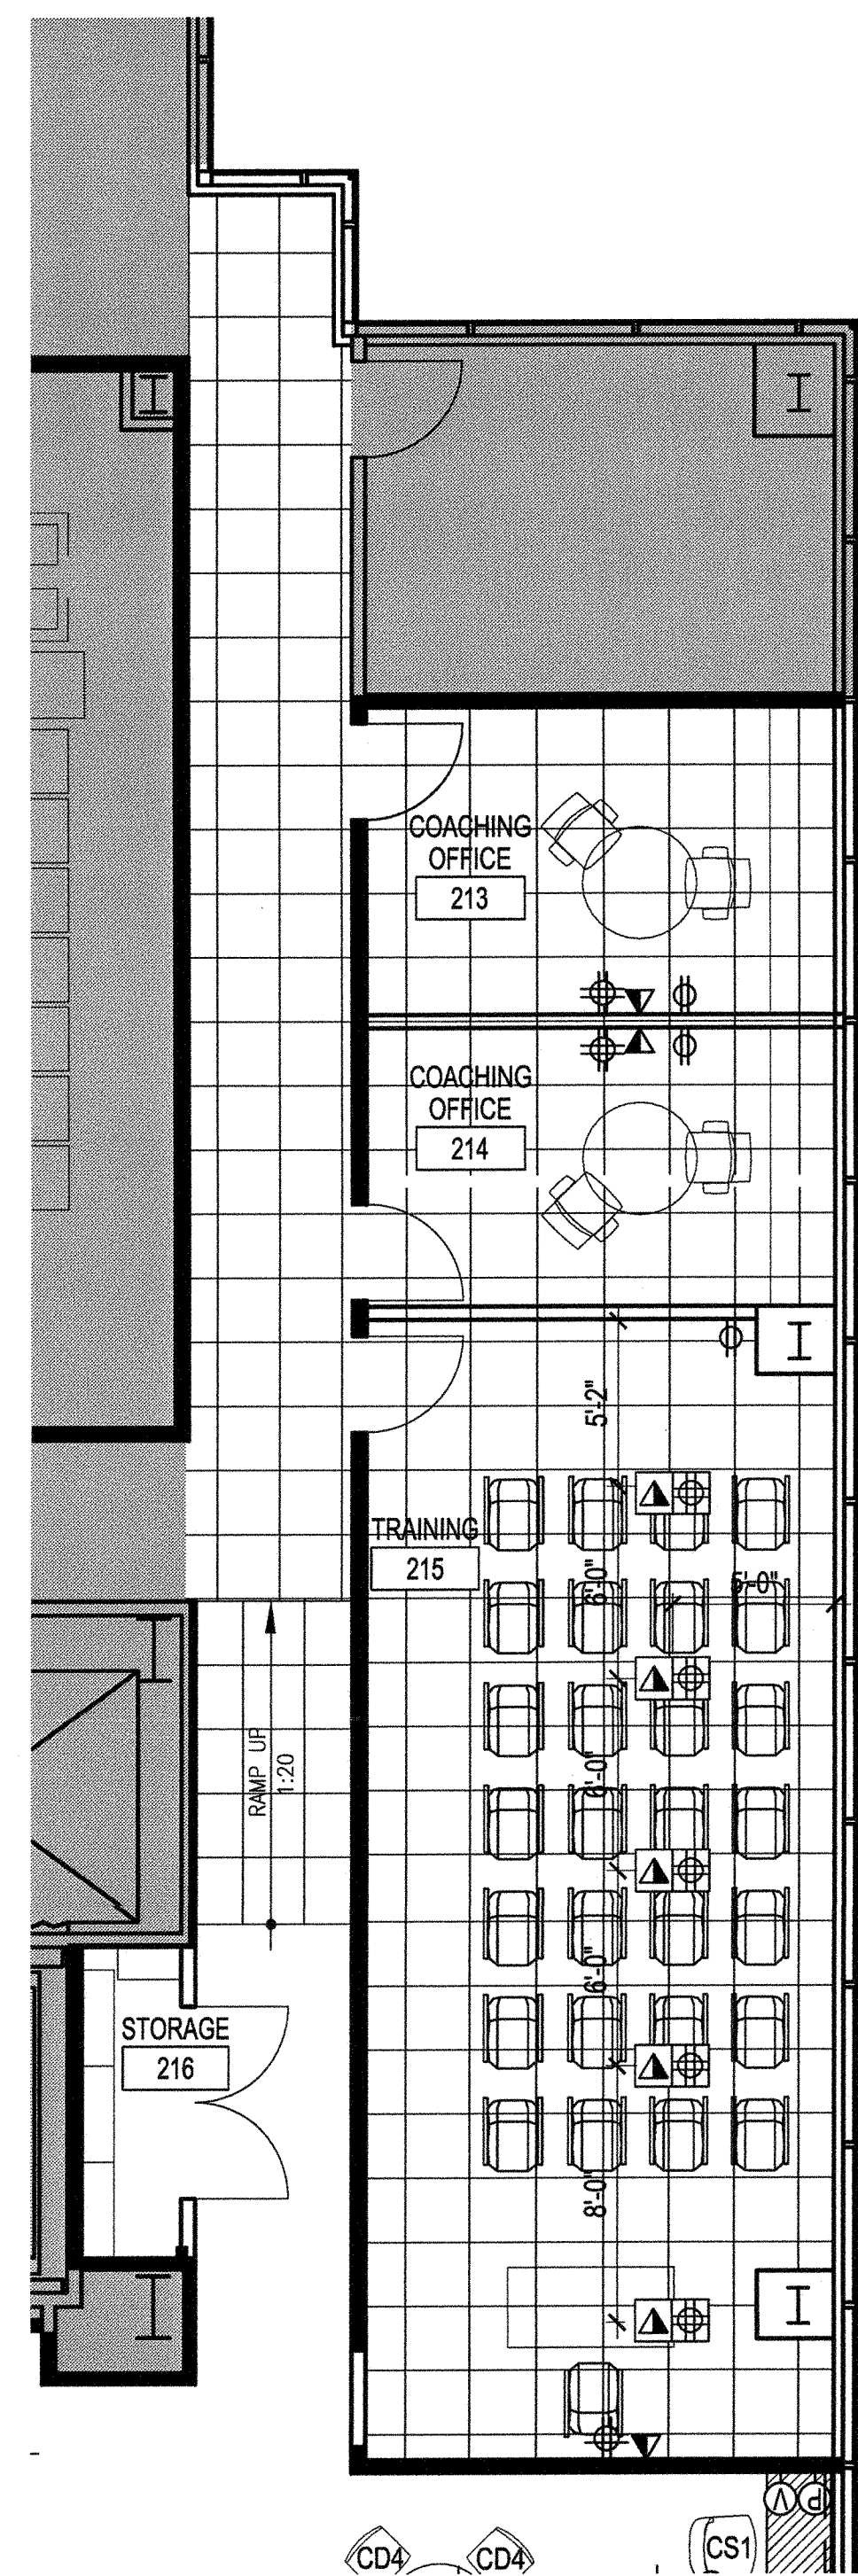 COACHING
OFFICE
213
COACHING
OFFICE
214
5'-2"
TRAINING
215
6'-0"
5'-0"
RAMP UP
1:20
6'-0"
6'-0"
STORAGE
216
8'-0"
V P
CD4 CD4 CS1